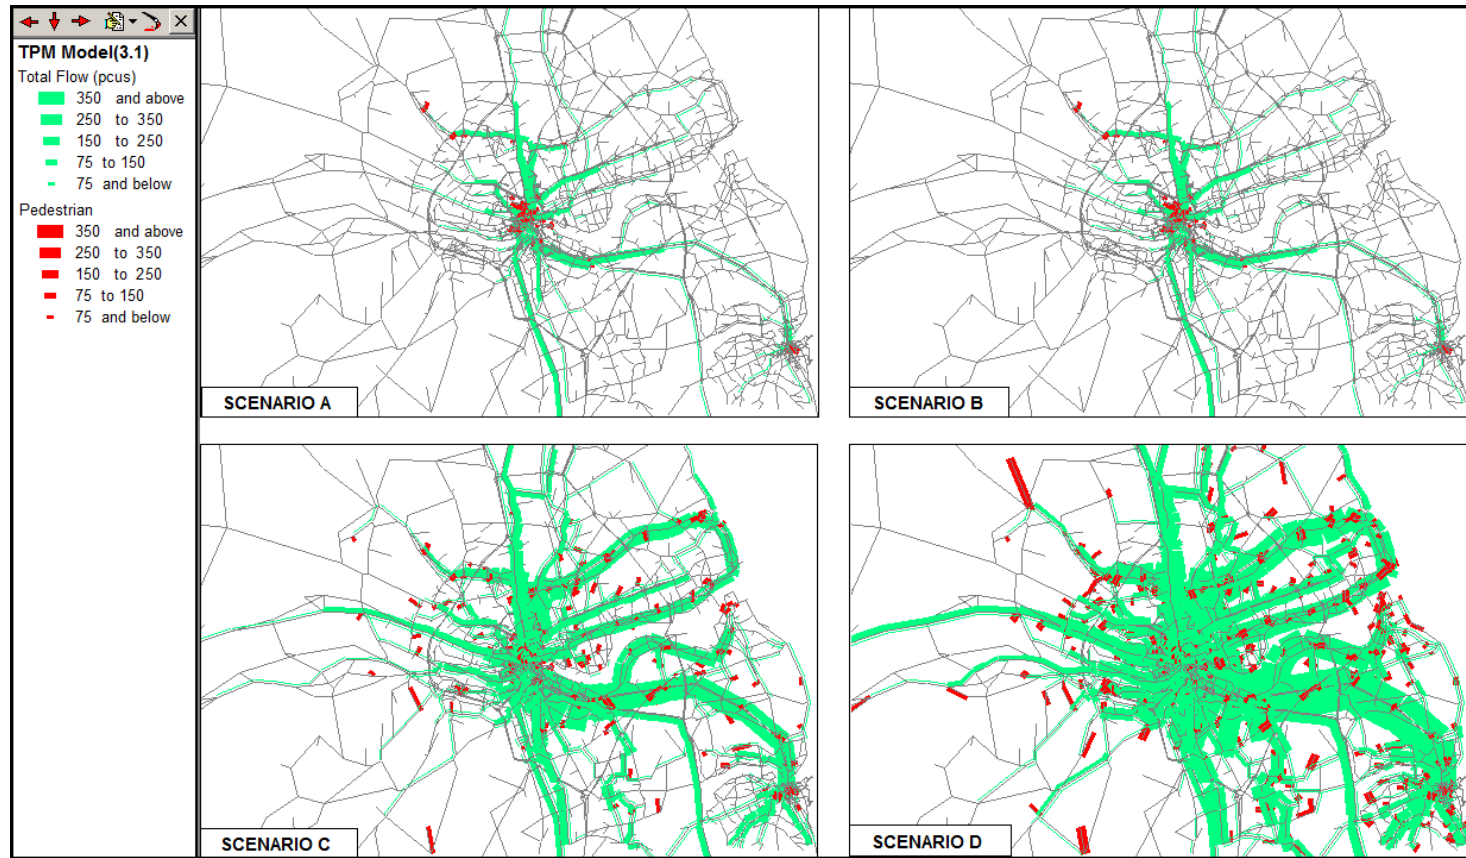 TPM Model(3.1)
Total Flow (pcus)
350 and above
250 to 350
150 to 250
75 to 150
75 and below
Pedestrian
350 and above
250 to 350
150 to 250
75 to 150
75 and below
SCENARIO A
SCENARIO B
SCENARIO C
SCENARIO D